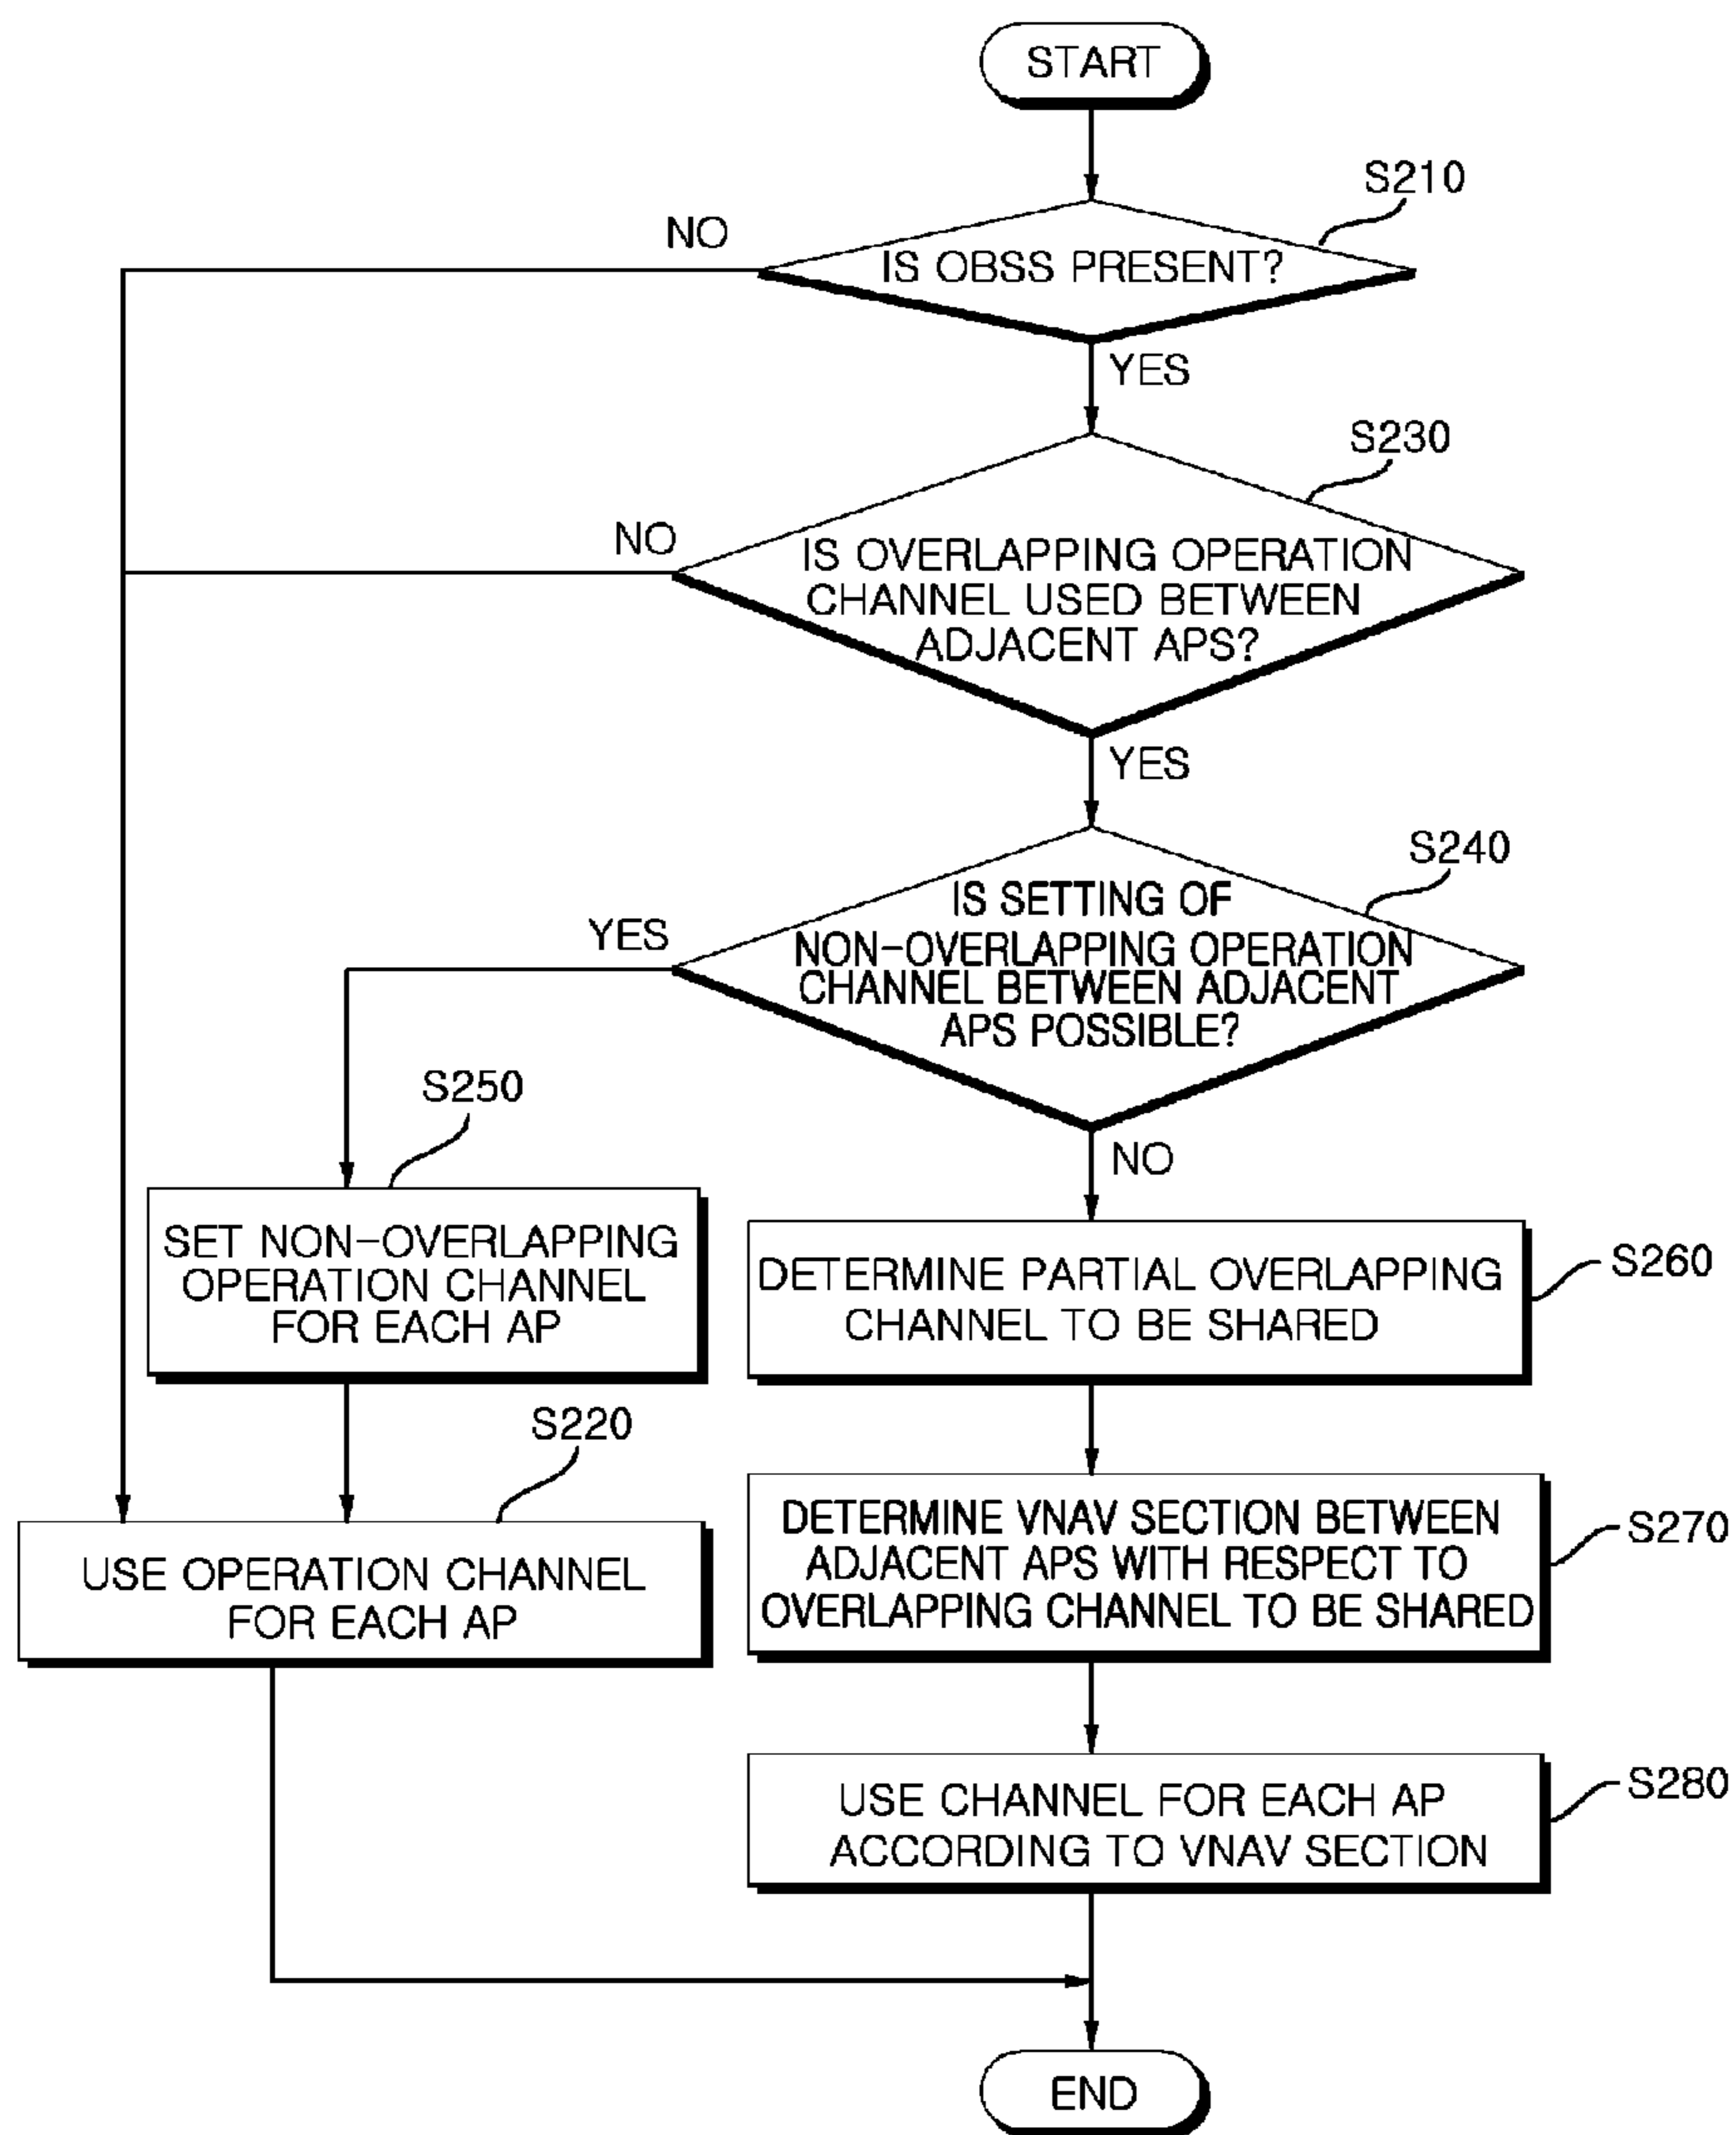 START
S210
NO
IS OBSS PRESENT?
YES
S230
NO
IS OVERLAPPING OPERATION
CHANNEL USED BETWEEN
ADJACENT APS?
YES
S240
YES
IS SETTING OF
NON-OVERLAPPING OPERATION
CHANNEL BETWEEN ADJACENT
APS POSSIBLE?
NO
S250
SET NON-OVERLAPPING
OPERATION CHANNEL
FOR EACH AP
S260
DETERMINE PARTIAL OVERLAPPING
CHANNEL TO BE SHARED
S220
USE OPERATION CHANNEL
FOR EACH AP
S270
DETERMINE VNAV SECTION BETWEEN
ADJACENT APS WITH RESPECT TO
OVERLAPPING CHANNEL TO BE SHARED
S280
USE CHANNEL FOR EACH AP
ACCORDING TO VNAV SECTION
END